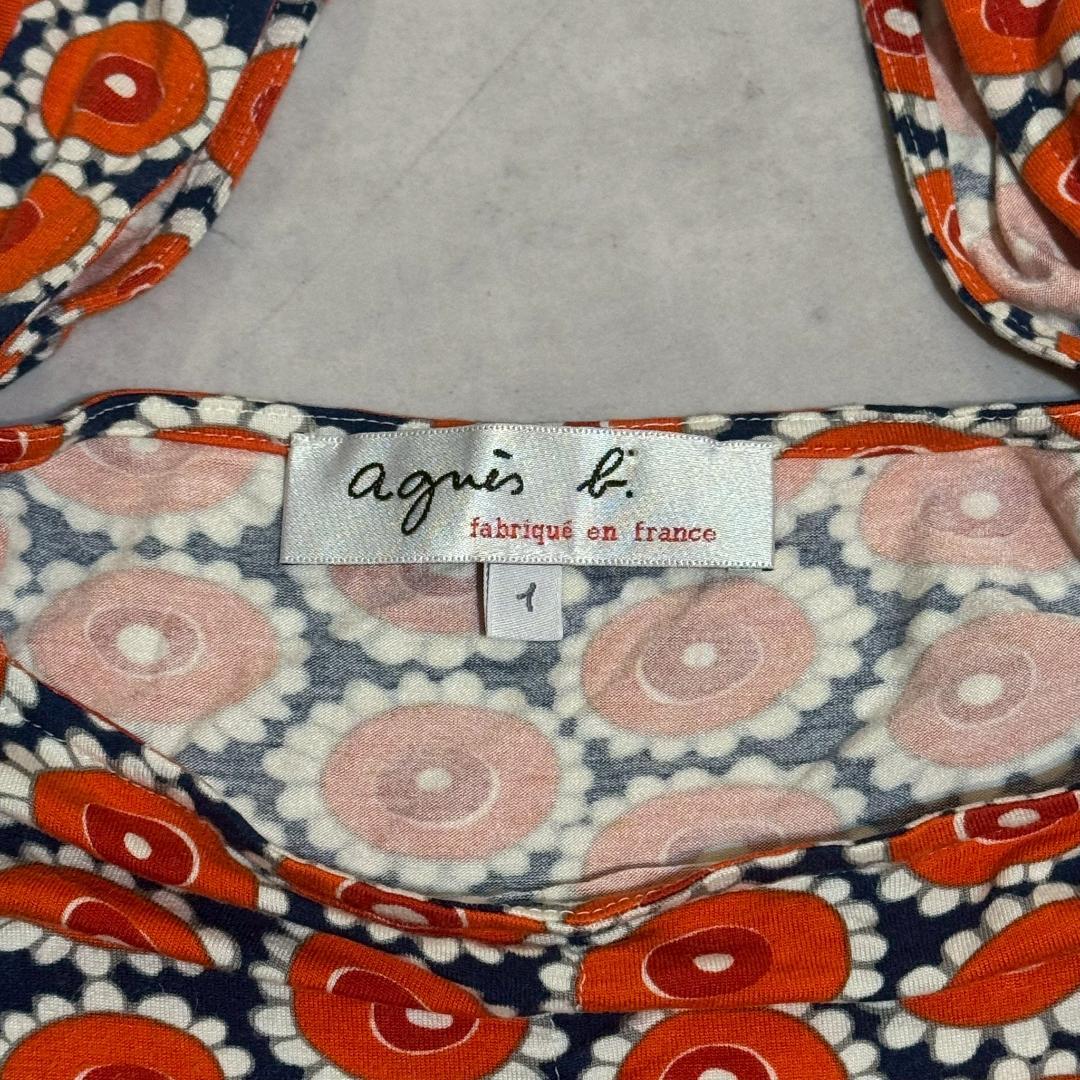 agnès b.
fabriqué en france
1